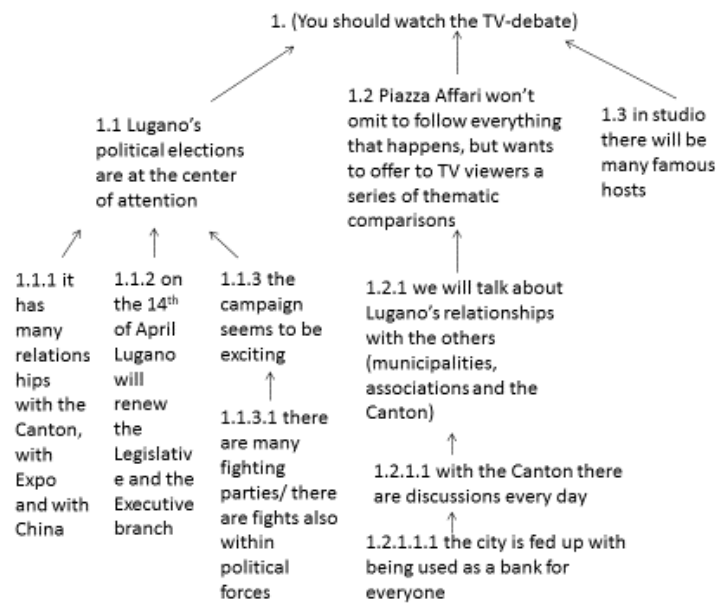 1. (You should watch the TV-debate)
1.1 Lugano's
political elections
are at the center
of attention
1.2 Piazza Affari won't
omit to follow everything
that happens, but wants
to offer to TV viewers a
series of thematic
comparisons
1.3 in studio
there will be
many famous
hosts
1.1.1 it
has
many
relations
hips
with the
Canton,
with
Expo
and with
China
1.1.2 on
the 14th
of April
Lugano
will
renew
the
Legislativ
e and the
Executive
branch
1.1.3 the
campaign
seems to be
exciting
1.1.3.1 there
are many
fighting
parties/ there
are fights also
within
political
forces
1.2.1 we will talk about
Lugano's relationships
with the others
(municipalities,
associations and the
Canton)
1.2.1.1 with the Canton there
are discussions every day
1.2.1.1.1 the city is fed up with
being used as a bank for
everyone